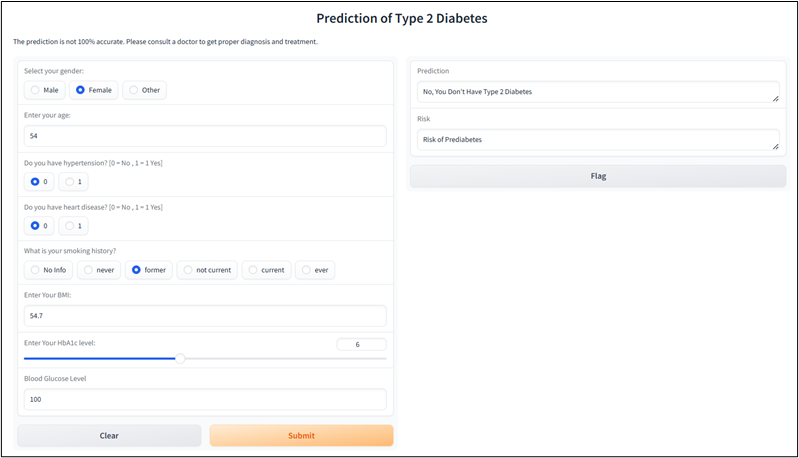 Prediction of Type 2 Diabetes
The prediction is not 100% accurate. Please consult a doctor to get proper diagnosis and treatment.
Select your gender:
Male Female Other
Enter your age:
54
Do you have hypertension? [0 = No , 1 = 1 Yes]
0 1
Do you have heart disease? [0 = No , 1 = 1 Yes]
0 1
What is your smoking history?
No Info never former not current current ever
Enter Your BMI:
54.7
Enter Your HbA1c level:
6
Blood Glucose Level
100
Clear Submit
Prediction
No, You Don't Have Type 2 Diabetes
Risk
Risk of Prediabetes
Flag